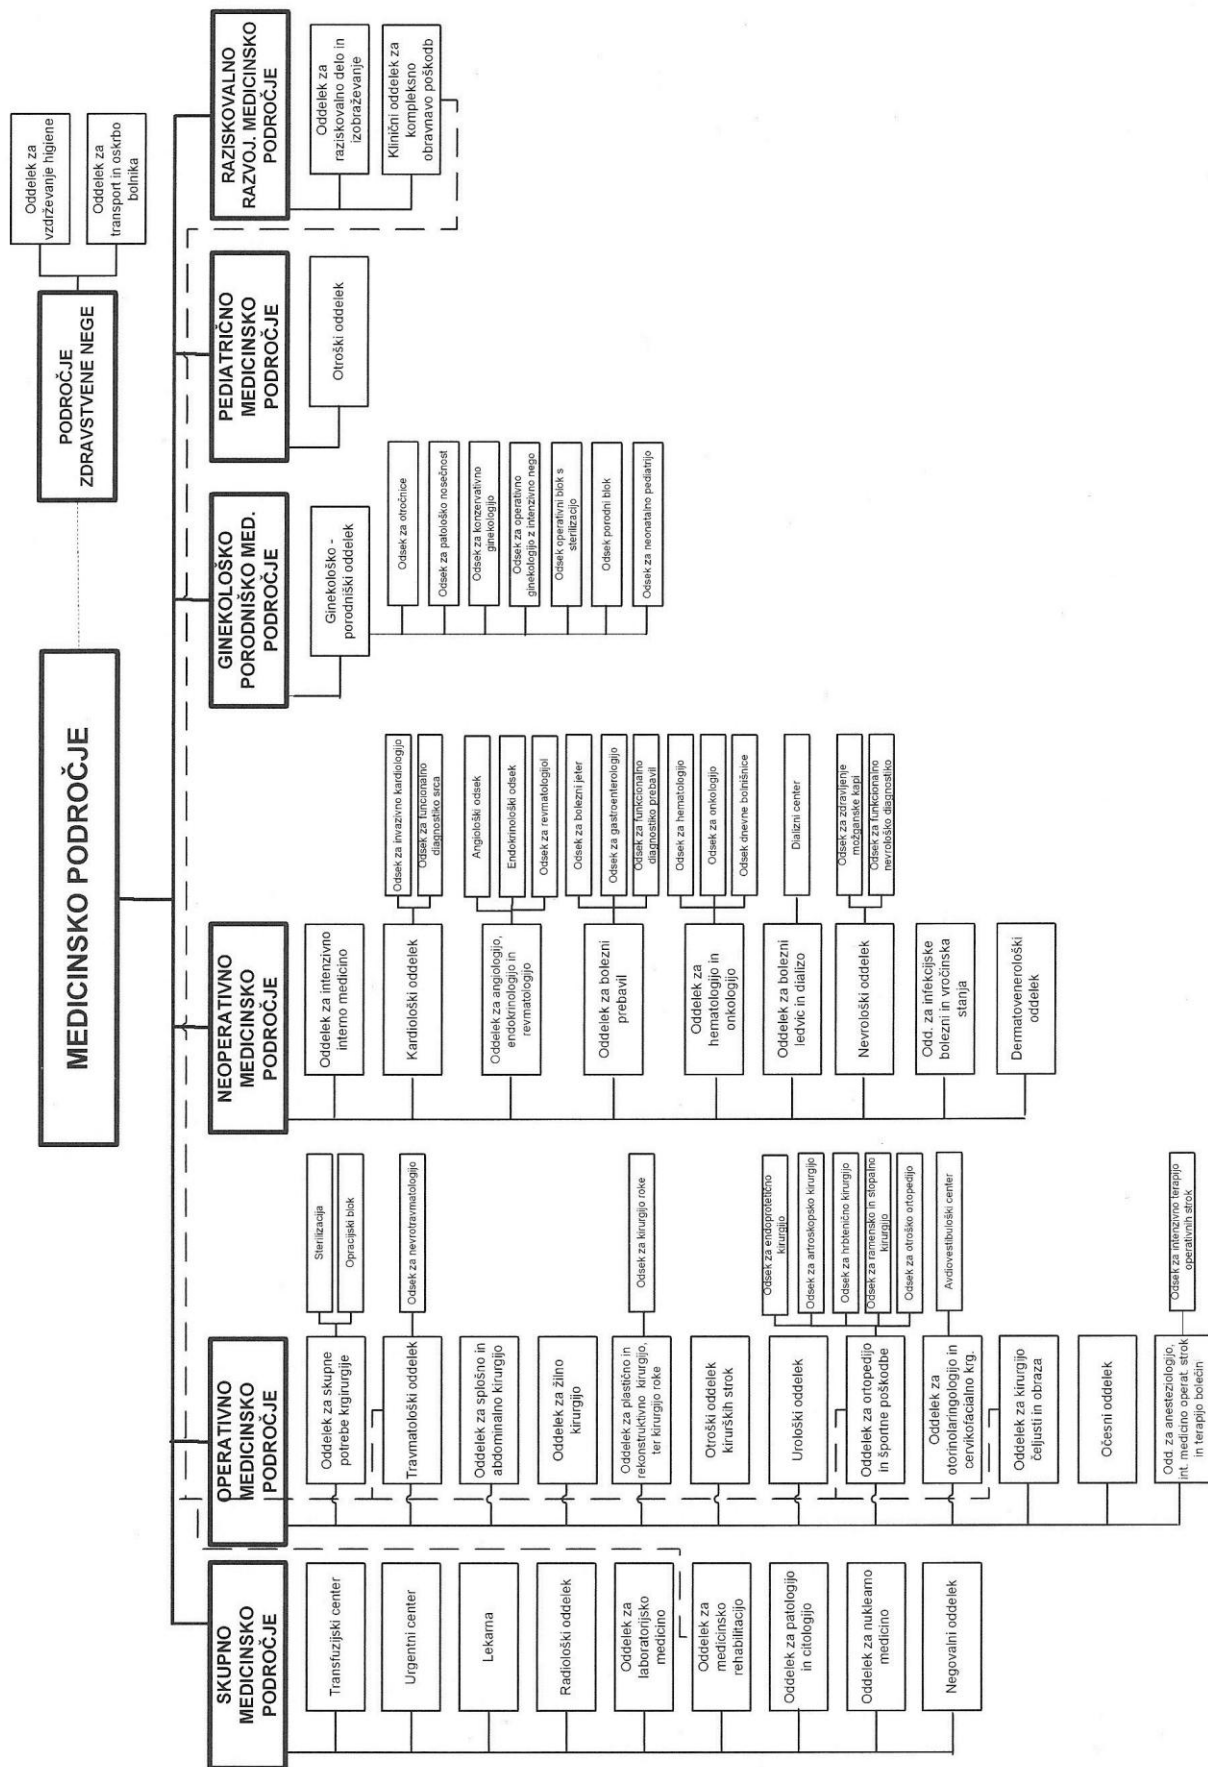 MEDICINSKO PODROČJE
PODROČJE
ZDRAVSTVENE NEGE
Oddelek za
vzdrževanje higiene
Oddelek za
transport in oskrbo
bolnika
SKUPNO
MEDICINSKO
PODROČJE
Transfuzijski center
Urgentni center
Lekarna
Radiološki oddelek
Oddelek za
laboratorijsko
medicino
Oddelek za
medicinsko
rehabilitacijo
Oddelek za patologijo
in citologijo
Oddelek za nuklearno
medicino
Negovalni oddelek
OPERATIVNO
MEDICINSKO
PODROČJE
Oddelek za skupne
potrebe krgirurgije
Sterilizacija
Opracijski blok
Travmatološki oddelek
Odsek za nevrotravmatologijo
Oddelek za splošno in
abdominalno kirurgijo
Oddelek za žilno
kirurgijo
Oddelek za plastično in
rekonstruktivno kirurgijo,
ter kirurgijo roke
Odsek za kirurgijo roke
Otroški oddelek
kirurških strok
Urološki oddelek
Oddelek za ortopedijo
in športne poškodbe
Odsek za endoprotetično
kirurgijo
Odsek za artroskopsko kirurgijo
Odsek za hrbtenično kirurgijo
Odsek za ramensko in stopalno
kirurgijo
Odsek za otroško ortopedijo
Oddelek za
otorinolaringologijo in
cervikofacialno krg.
Avdiovestibuloški center
Oddelek za kirurgijo
čeljusti in obraza
Očesni oddelek
Odd. za anesteziologijo,
int. medicino operat. strok
in terapijo bolečin
Odsek za intenzivno terapijo
operativnih strok
NEOPERATIVNO
MEDICINSKO
PODROČJE
Oddelek za intenzivno
interno medicino
Kardiološki oddelek
Odsek za invazivno kardiologijo
Odsek za funcionalno
diagnostiko srca
Oddelek za angiologijo,
endokrinologijo in
revmatologijo
Angiološki odsek
Endokrinološki odsek
Odsek za revmatologijol
Oddelek za bolezni
prebavil
Odsek za bolezni jeter
Odsek za gastroenterologijo
Odsek za funkcionalno
diagnostiko prebavil
Oddelek za
hematologijo in
onkologijo
Odsek za hematologijo
Odsek za onkologijo
Odsek dnevne bolnišnice
Oddelek za bolezni
ledvic in dializo
Dializni center
Nevrološki oddelek
Odsek za zdravljenje
možganske kapi
Odsek za funkcionalno
nevrološko diagnostiko
Odd. za infekcijske
bolezni in vročinska
stanja
Dermatovenerološki
oddelek
GINEKOLOŠKO
PORODNIŠKO MED.
PODROČJE
Ginekološko -
porodniški oddelek
Odsek za otročnice
Odsek za patološko nosečnost
Odsek za konzervativno
ginekologijo
Odsek za operativno
ginekologijo z intenzivno nego
Odsek operativni blok s
sterilizacijo
Odsek porodni blok
Odsek za neonatalno pediatrijo
PEDIATRIČNO
MEDICINSKO
PODROČJE
Otroški oddelek
RAZISKOVALNO
RAZVOJ. MEDICINSKO
PODROČJE
Oddelek za
raziskovalno delo in
izobraževanje
Klinični oddelek za
kompleksno
obravnavo poškodb